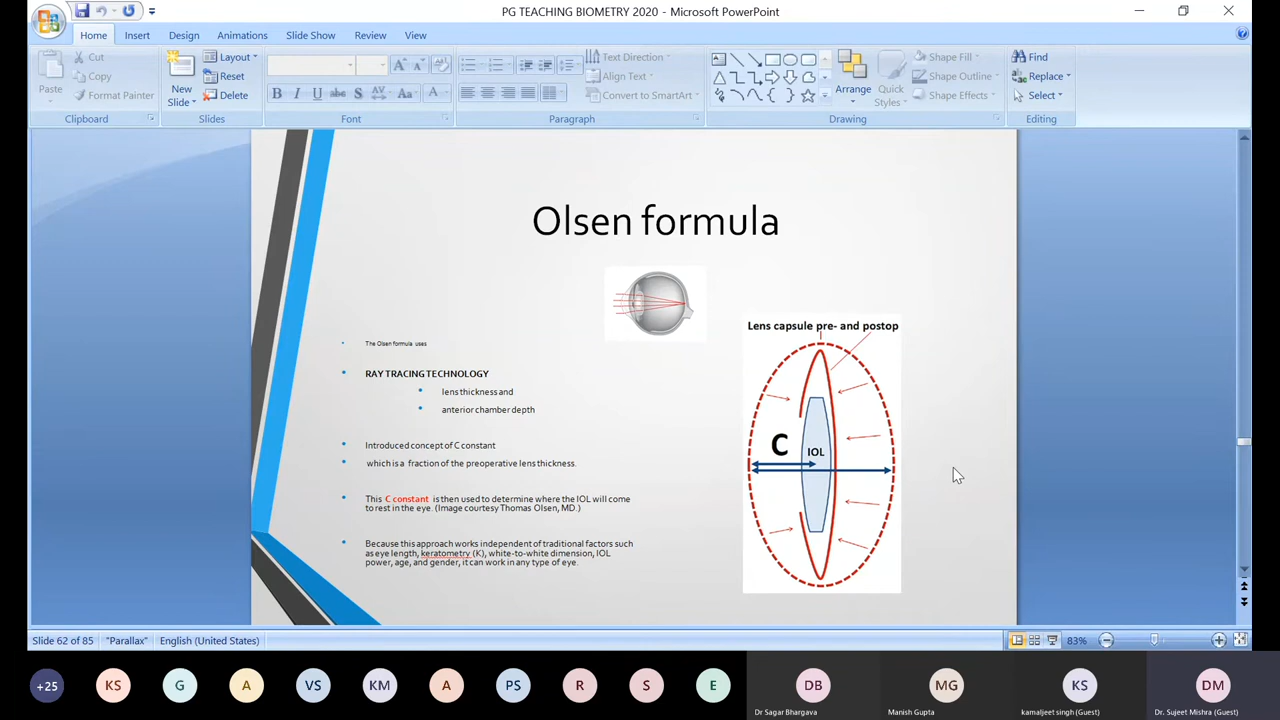 PG TEACHING BIOMETRY 2020 - Microsoft PowerPoint
Home Insert Design Animations Slide Show Review View
Paste
Cut
Copy
Format Painter
Clipboard
New Slide
Layout
Reset
Delete
Slides
B I U abc S AV Aa A
Font
Text Direction
Align Text
Convert to SmartArt
Paragraph
Arrange
Quick Styles
Shape Fill
Shape Outline
Shape Effects
Drawing
Find
Replace
Select
Editing
Olsen formula
The Olsen formula uses
RAY TRACING TECHNOLOGY
lens thickness and
anterior chamber depth
Introduced concept of C constant
which is a fraction of the preoperative lens thickness.
This C constant is then used to determine where the IOL will come
to rest in the eye. (Image courtesy Thomas Olsen, MD.)
Because this approach works independent of traditional factors such
as eye length, keratometry (K), white-to-white dimension, IOL
power, age, and gender, it can work in any type of eye.
Lens capsule pre- and postop
C
IOL
Slide 62 of 85 "Parallax" English (United States) 83%
+25 KS G A VS KM A PS R S E DB MG KS DM
Dr Sagar Bhargava Manish Gupta kamaljeet singh (Guest) Dr. Sujeet Mishra (Guest)